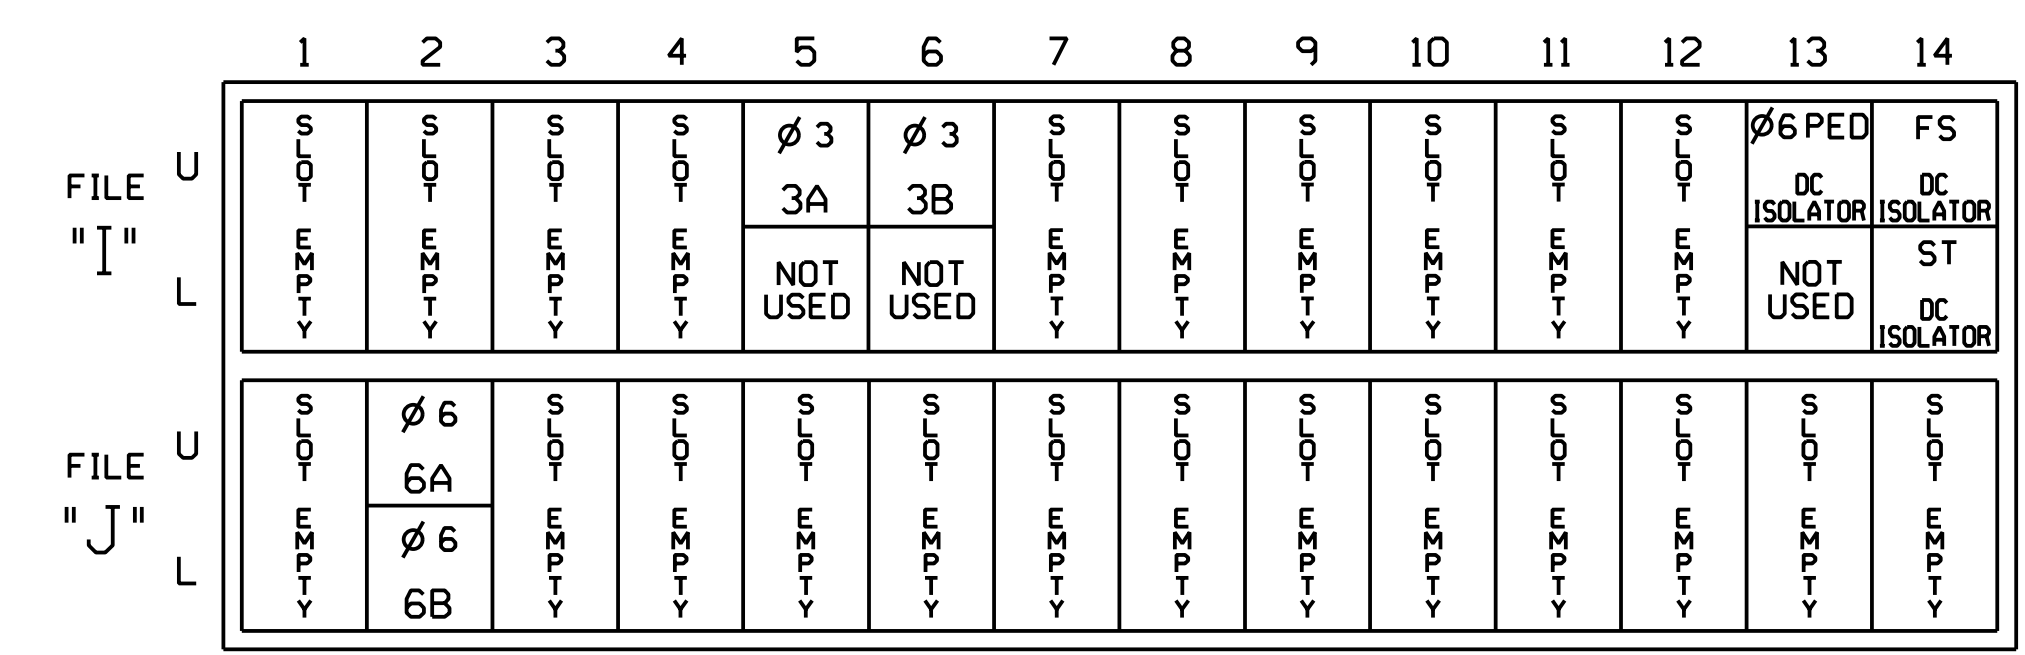 1 2 3 4 5 6 7 8 9 10 11 12 13 14
FILE "I"
U
L
SLOT EMPTY
SLOT EMPTY
SLOT EMPTY
SLOT EMPTY
Ø 3
3A
NOT
USED
Ø 3
3B
NOT
USED
SLOT EMPTY
SLOT EMPTY
SLOT EMPTY
SLOT EMPTY
SLOT EMPTY
SLOT EMPTY
Ø6 PED
DC
ISOLATOR
NOT
USED
FS
DC
ISOLATOR
ST
DC
ISOLATOR
FILE "J"
U
L
SLOT EMPTY
Ø 6
6A
Ø 6
6B
SLOT EMPTY
SLOT EMPTY
SLOT EMPTY
SLOT EMPTY
SLOT EMPTY
SLOT EMPTY
SLOT EMPTY
SLOT EMPTY
SLOT EMPTY
SLOT EMPTY
SLOT EMPTY
SLOT EMPTY